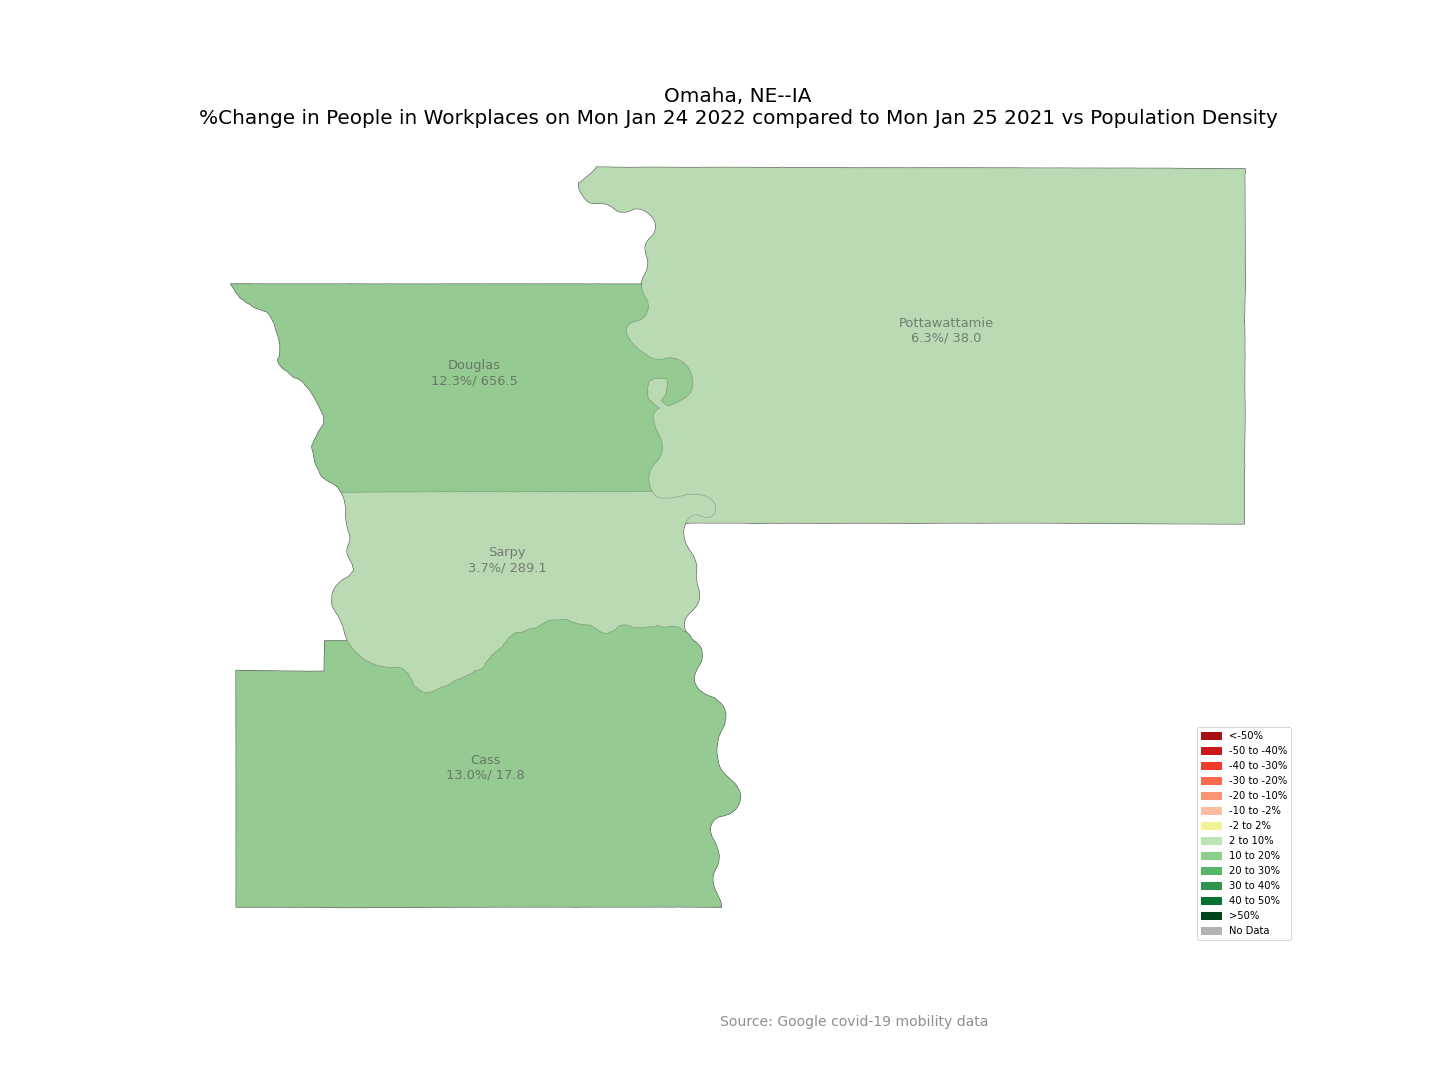 Omaha, NE--IA
%Change in People in Workplaces on Mon Jan 24 2022 compared to Mon Jan 25 2021 vs Population Density
Pottawattamie
6.3%/ 38.0
Douglas
12.3%/ 656.5
Sarpy
3.7%/ 289.1
Cass
13.0%/ 17.8
<-50%
-50 to -40%
-40 to -30%
-30 to -20%
-20 to -10%
-10 to -2%
-2 to 2%
2 to 10%
10 to 20%
20 to 30%
30 to 40%
40 to 50%
>50%
No Data
Source: Google covid-19 mobility data